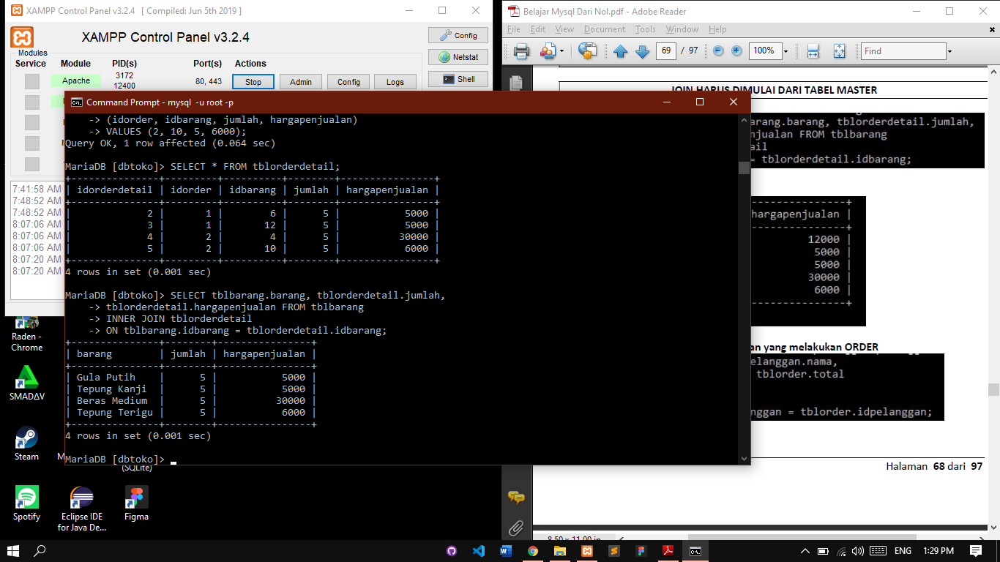 XAMPP Control Panel v3.2.4 [ Compiled: Jun 5th 2019 ]
XAMPP Control Panel v3.2.4
Config
Netstat
Shell
Modules
Service Module PID(s) Port(s) Actions
Apache 3172 12400 80, 443 Stop Admin Config Logs
7:41:58 AM
7:48:52 AM
7:48:52 AM
8:07:06 AM
8:07:06 AM
8:07:06 AM
8:07:20 AM
8:07:20 AM
Command Prompt - mysql -u root -p
-> (idorder, idbarang, jumlah, hargapenjualan)
-> VALUES (2, 10, 5, 6000);
Query OK, 1 row affected (0.064 sec)
MariaDB [dbtoko]> SELECT * FROM tblorderdetail;
+---------------+---------+----------+--------+----------------+
| idorderdetail | idorder | idbarang | jumlah | hargapenjualan |
+---------------+---------+----------+--------+----------------+
| 2 | 1 | 6 | 5 | 5000 |
| 3 | 1 | 12 | 5 | 5000 |
| 4 | 2 | 4 | 5 | 30000 |
| 5 | 2 | 10 | 5 | 6000 |
+---------------+---------+----------+--------+----------------+
4 rows in set (0.001 sec)
MariaDB [dbtoko]> SELECT tblbarang.barang, tblorderdetail.jumlah,
-> tblorderdetail.hargapenjualan FROM tblbarang
-> INNER JOIN tblorderdetail
-> ON tblbarang.idbarang = tblorderdetail.idbarang;
+---------------+--------+----------------+
| barang | jumlah | hargapenjualan |
+---------------+--------+----------------+
| Gula Putih | 5 | 5000 |
| Tepung Kanji | 5 | 5000 |
| Beras Medium | 5 | 30000 |
| Tepung Terigu | 5 | 6000 |
+---------------+--------+----------------+
4 rows in set (0.001 sec)
MariaDB [dbtoko]>
Belajar Mysql Dari Nol.pdf - Adobe Reader
File Edit View Document Tools Window Help
69 / 97 100% Find
JOIN HARUS DIMULAI DARI TABEL MASTER
arang.barang, tblorderdetail.jumlah,
njualan FROM tblbarang
tail
= tblorderdetail.idbarang;
hargapenjualan |
12000 |
5000 |
5000 |
30000 |
6000 |
an yang melakukan ORDER
elanggan.nama,
tblorder.total
nggan = tblorder.idpelanggan;
Halaman 68 dari 97
8,50 x 11,00 in
Raden - Chrome
SMADΔV
Steam
(SQLite)
Spotify
Eclipse IDE
for Java De...
Figma
ENG 1:29 PM